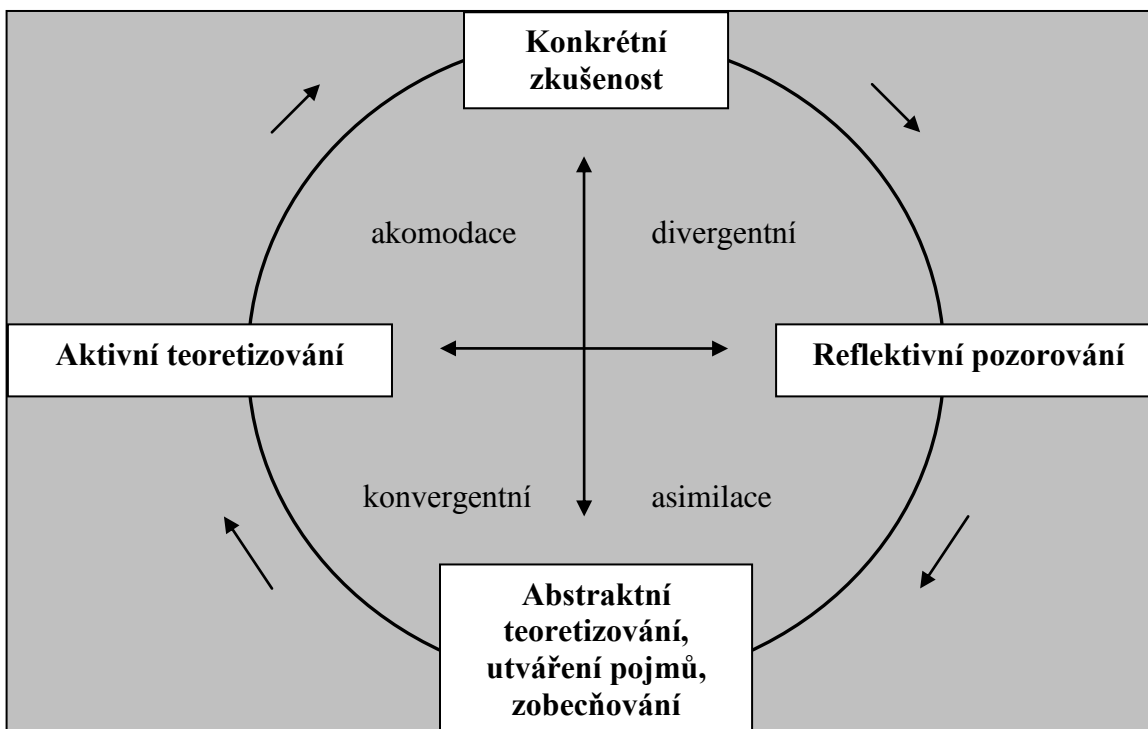 Konkrétní
zkušenost
akomodace
divergentní
Aktivní teoretizování
Reflektivní pozorování
konvergentní
asimilace
Abstraktní
teoretizování,
utváření pojmů,
zobecňování